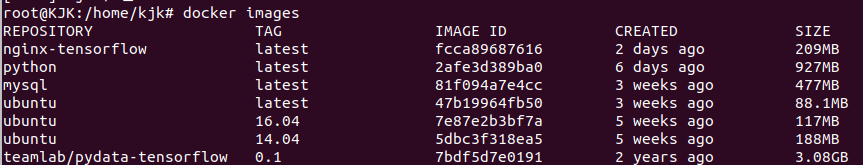 root@KJK:/home/kjk# docker images
REPOSITORY TAG IMAGE ID CREATED SIZE
nginx-tensorflow latest fcca89687616 2 days ago 209MB
python latest 2afe3d389ba0 6 days ago 927MB
mysql latest 81f094a7e4cc 3 weeks ago 477MB
ubuntu latest 47b19964fb50 3 weeks ago 88.1MB
ubuntu 16.04 7e87e2b3bf7a 5 weeks ago 117MB
ubuntu 14.04 5dbc3f318ea5 5 weeks ago 188MB
teamlab/pydata-tensorflow 0.1 7bdf5d7e0191 2 years ago 3.08GB